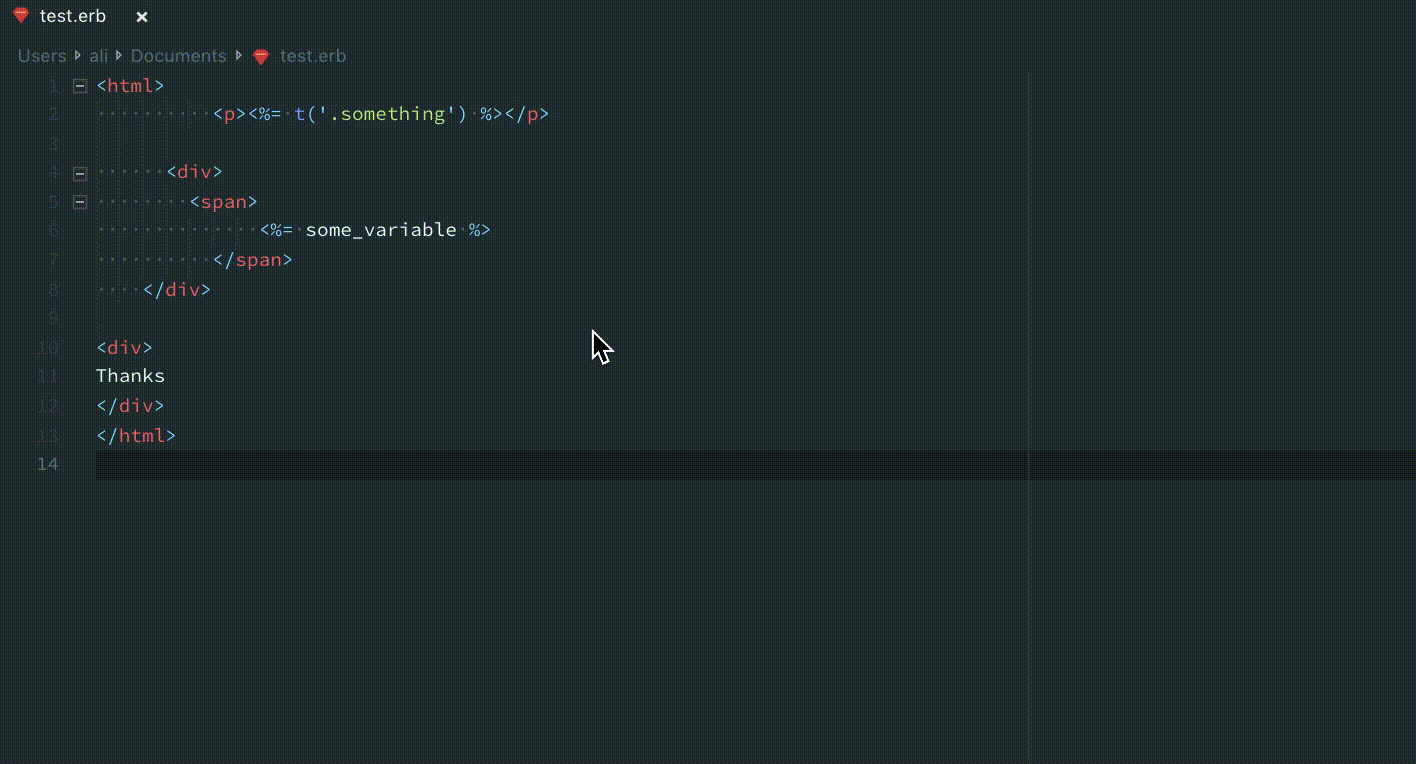 test.erb ×
Users ▸ ali ▸ Documents ▸ test.erb
1 <html>
2           <p><%= t('.something') %></p>
3
4       <div>
5         <span>
6               <%= some_variable %>
7           </span>
8     </div>
9
10 <div>
11 Thanks
12 </div>
13 </html>
14